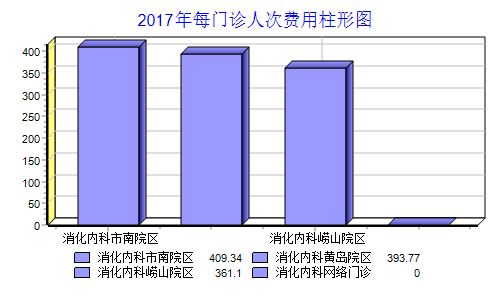 2017年每门诊人次费用柱形图
400
350
300
250
200
150
100
50
0
消化内科市南院区 消化内科崂山院区
消化内科市南院区 409.34 消化内科黄岛院区 393.77
消化内科崂山院区 361.1 消化内科网络门诊 0